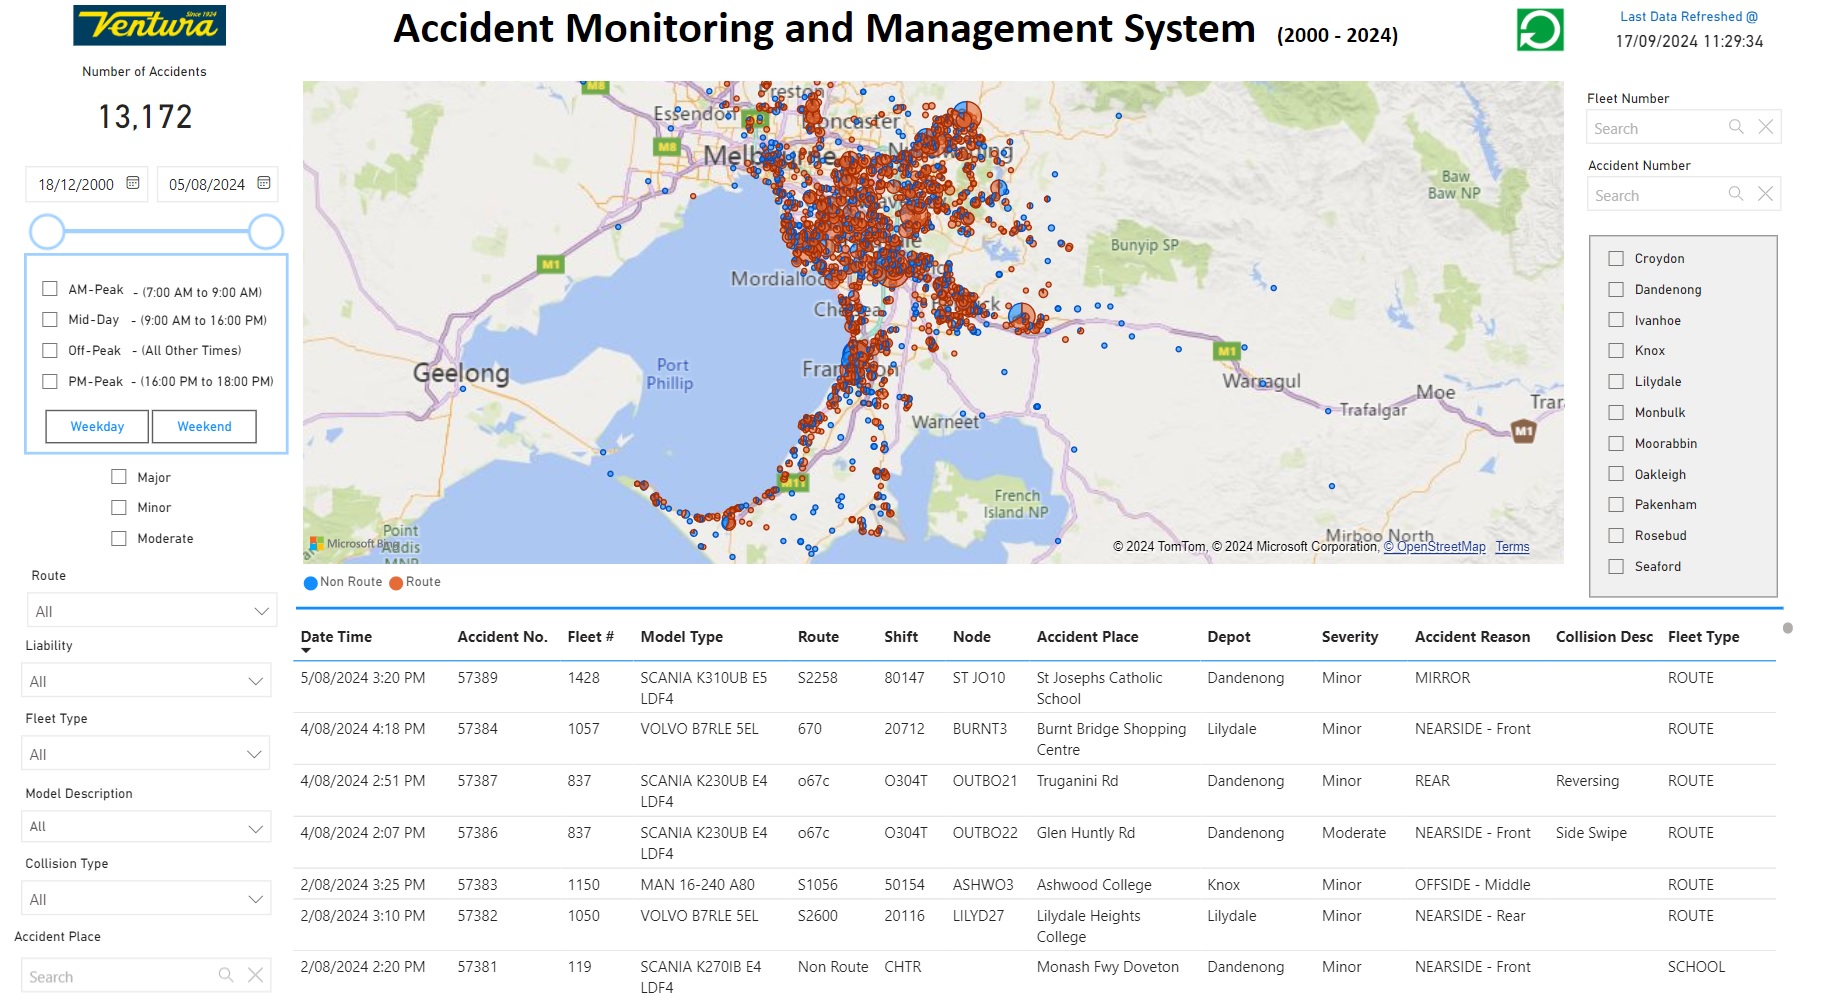 Ventura
Since 1924
Accident Monitoring and Management System (2000 - 2024)
Last Data Refreshed @
17/09/2024 11:29:34
Number of Accidents
13,172
18/12/2000
05/08/2024
AM-Peak - (7:00 AM to 9:00 AM)
Mid-Day - (9:00 AM to 16:00 PM)
Off-Peak - (All Other Times)
PM-Peak - (16:00 PM to 18:00 PM)
Weekday Weekend
Major
Minor
Moderate
Route
All
Liability
All
Fleet Type
All
Model Description
All
Collision Type
All
Accident Place
Search
M8
M8
M1
Geelong
Port
Phillip
Warneet
French
Island NP
Bunyip SP
Baw
Baw NP
M1
Warragul
Trafalgar
Moe
M1
Mirboo North
M11
Point
Addis
Microsoft
© 2024 TomTom, © 2024 Microsoft Corporation, © OpenStreetMap Terms
Non Route Route
Fleet Number
Search
Accident Number
Search
Croydon
Dandenong
Ivanhoe
Knox
Lilydale
Monbulk
Moorabbin
Oakleigh
Pakenham
Rosebud
Seaford
Date Time Accident No. Fleet # Model Type Route Shift Node Accident Place Depot Severity Accident Reason Collision Desc Fleet Type
5/08/2024 3:20 PM 57389 1428 SCANIA K310UB E5 S2258 80147 ST JO10 St Josephs Catholic Dandenong Minor MIRROR ROUTE
LDF4 School
4/08/2024 4:18 PM 57384 1057 VOLVO B7RLE 5EL 670 20712 BURNT3 Burnt Bridge Shopping Lilydale Minor NEARSIDE - Front ROUTE
Centre
4/08/2024 2:51 PM 57387 837 SCANIA K230UB E4 o67c O304T OUTBO21 Truganini Rd Dandenong Minor REAR Reversing ROUTE
LDF4
4/08/2024 2:07 PM 57386 837 SCANIA K230UB E4 o67c O304T OUTBO22 Glen Huntly Rd Dandenong Moderate NEARSIDE - Front Side Swipe ROUTE
LDF4
2/08/2024 3:25 PM 57383 1150 MAN 16-240 A80 S1056 50154 ASHWO3 Ashwood College Knox Minor OFFSIDE - Middle ROUTE
2/08/2024 3:10 PM 57382 1050 VOLVO B7RLE 5EL S2600 20116 LILYD27 Lilydale Heights Lilydale Minor NEARSIDE - Rear ROUTE
College
2/08/2024 2:20 PM 57381 119 SCANIA K270IB E4 Non Route CHTR Monash Fwy Doveton Dandenong Minor NEARSIDE - Front SCHOOL
LDF4